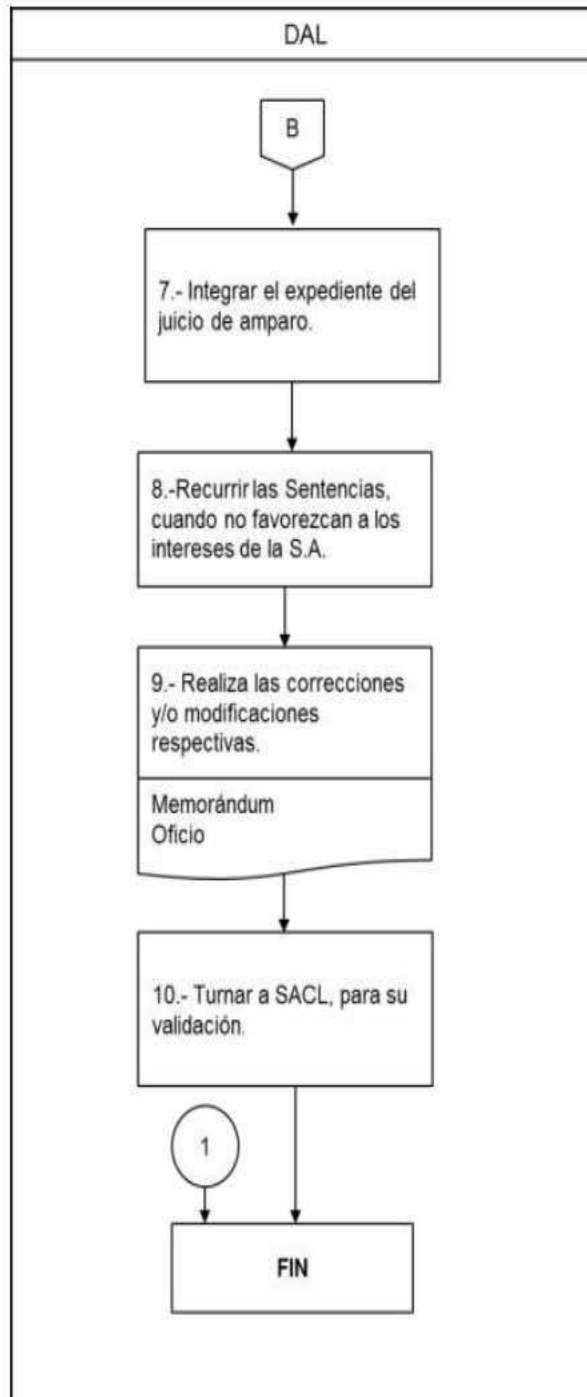 DAL
B
7.- Integrar el expediente del
juicio de amparo.
8.-Recurrir las Sentencias,
cuando no favorezcan a los
intereses de la S.A.
9.- Realiza las correcciones
y/o modificaciones
respectivas.
Memorándum
Oficio
10.- Turnar a SACL, para su
validación.
1
FIN